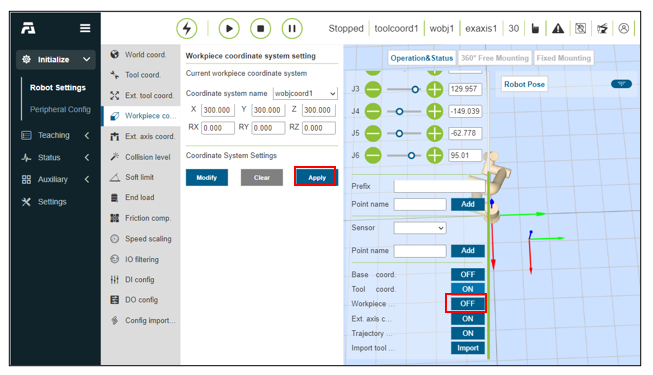 Stopped toolcoord1 wobj1 exaxis1 30
Initialize
Robot Settings
Peripheral Config
Teaching
Status
Auxiliary
Settings
World coord.
Tool coord.
Ext. tool coord.
Workpiece co...
Ext. axis coord.
Collision level
Soft limit
End load
Friction comp.
Speed scaling
IO filtering
DI config
DO config
Config import...
Workpiece coordinate system setting
Current workpiece coordinate system
Coordinate system name wobjcoord1
X 300.000 Y 300.000 Z 300.000
RX 0.000 RY 0.000 RZ 0.000
Coordinate System Settings
Modify Clear Apply
Operation&Status 360° Free Mounting Fixed Mounting
Robot Pose
J3 129.957
J4 -149.039
J5 -62.778
J6 95.01
Prefix
Point name Add
Sensor
Point name Add
Base coord. OFF
Tool coord. ON
Workpiece ... OFF
Ext. axis c... ON
Trajectory ... ON
Import tool ... Import